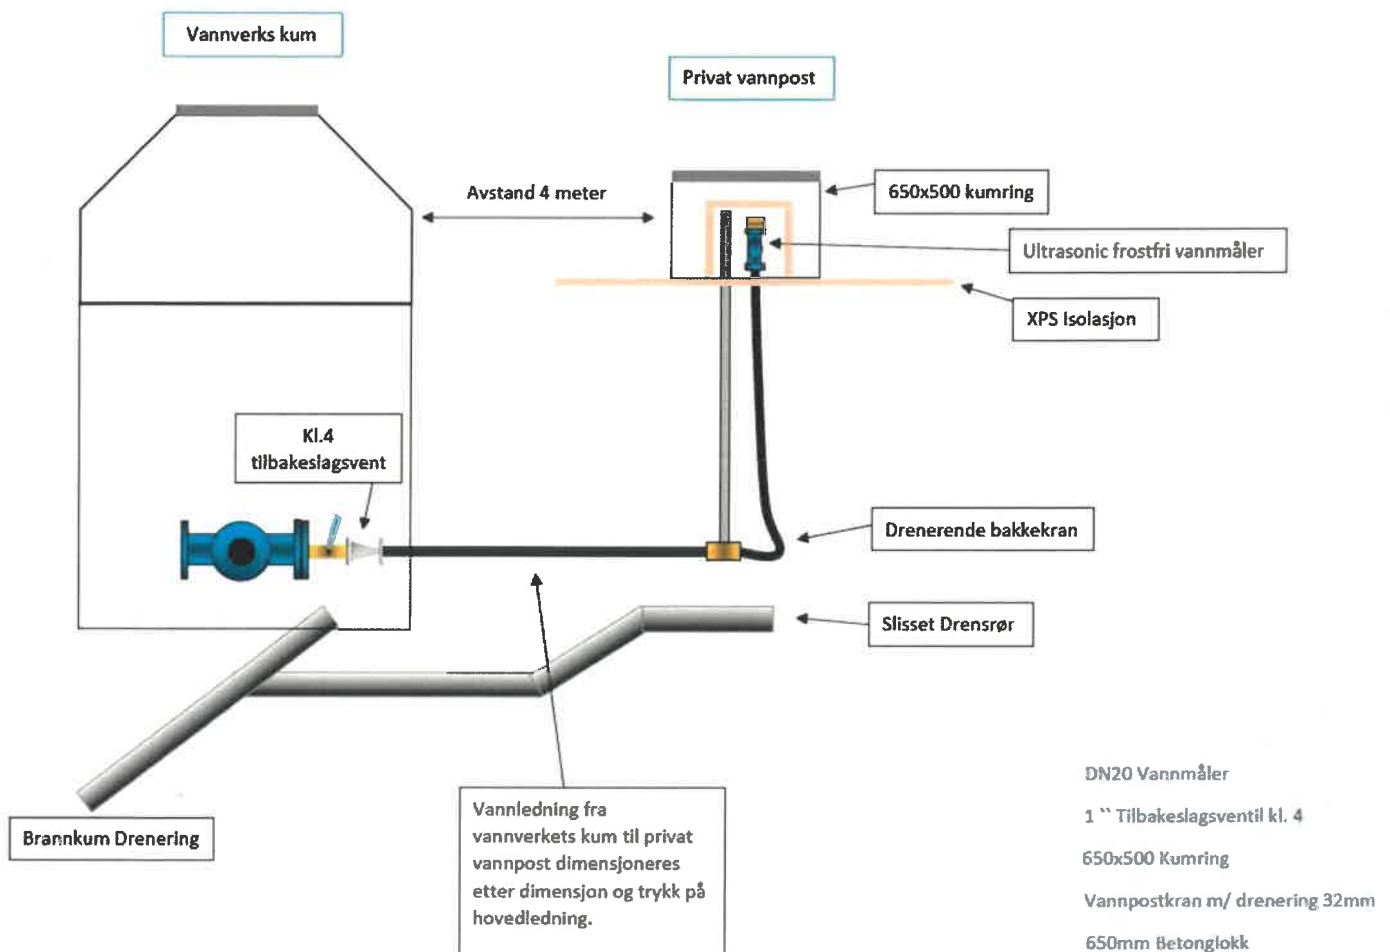 Vannverks kum
Privat vannpost
Avstand 4 meter
650x500 kumring
Ultrasonic frostfri vannmåler
XPS Isolasjon
Kl.4
tilbakeslagsvent
Drenerende bakkekran
Slisset Drensrør
Brannkum Drenering
Vannledning fra
vannverkets kum til privat
vannpost dimensjoneres
etter dimensjon og trykk på
hovedledning.
DN20 Vannmåler
1 `` Tilbakeslagsventil kl. 4
650x500 Kumring
Vannpostkran m/ drenering 32mm
650mm Betonglokk